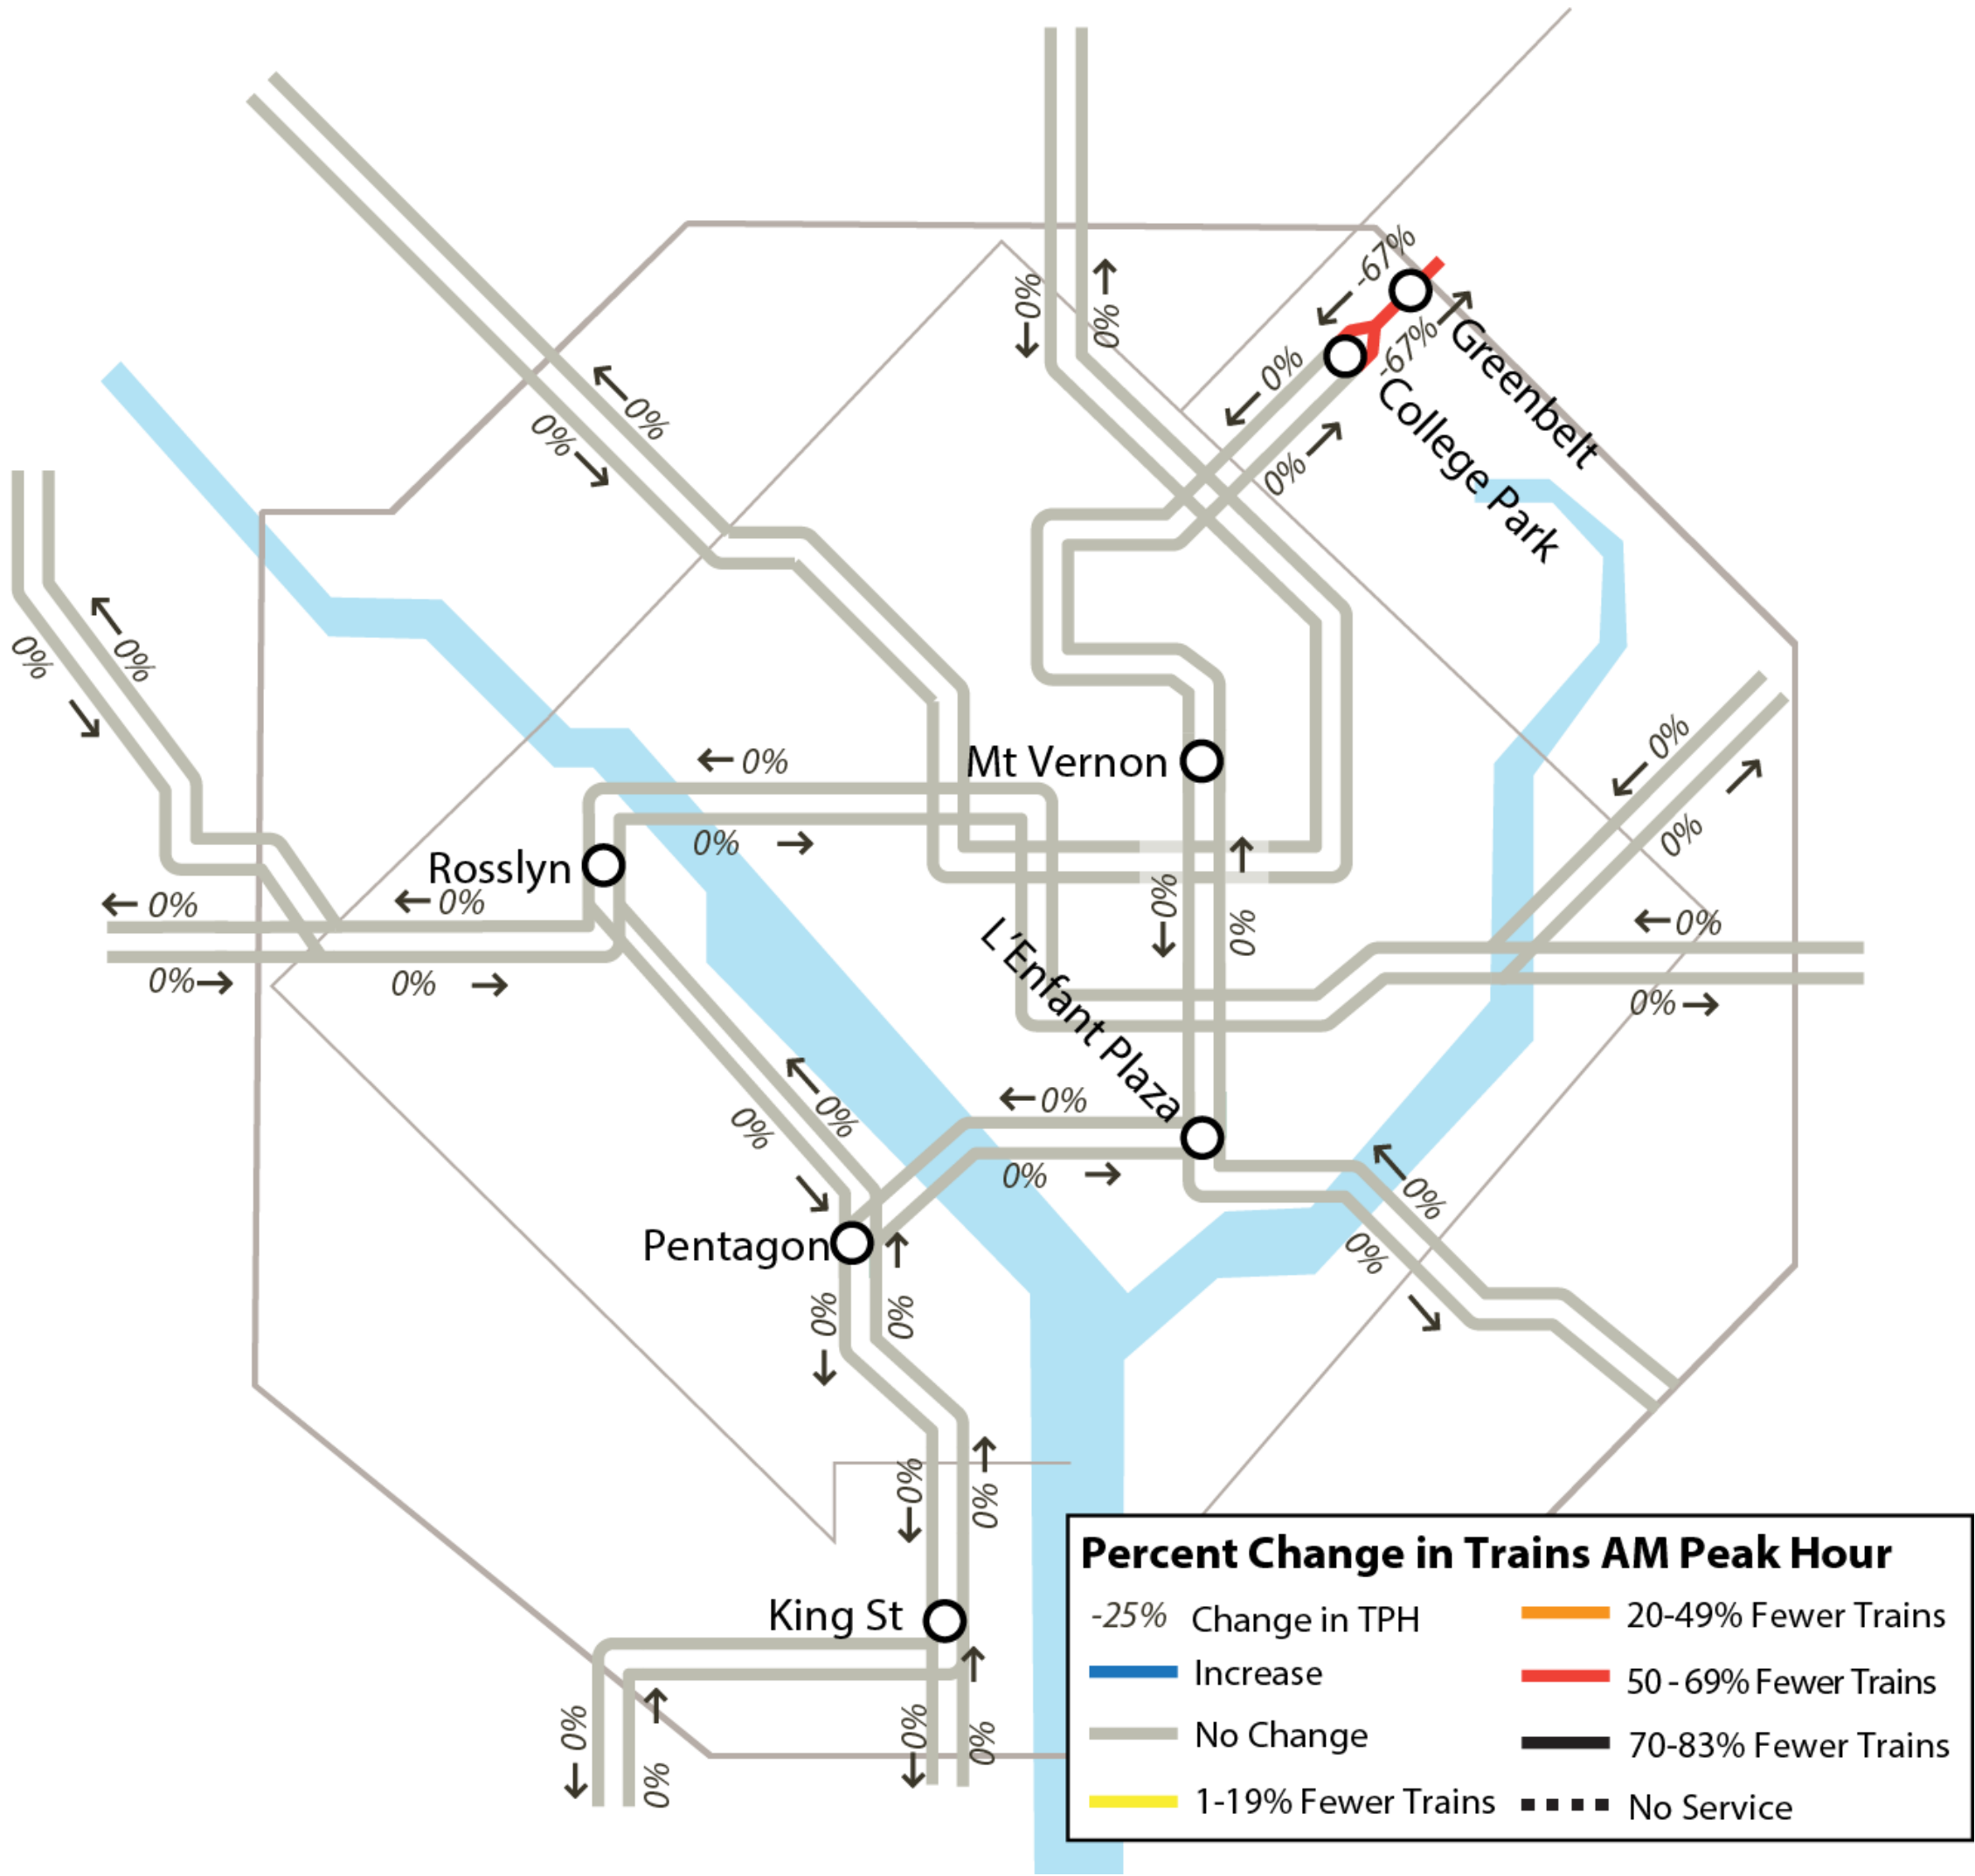 -67%
-67%
Greenbelt
College Park
← 0%
0% →
0%
0%
0%
0%
0%
0%
← 0%
0%
Mt Vernon
← 0%
0% →
Rosslyn
← 0%
← 0%
0% →
0% →
0%
0%
← 0%
0% →
L'Enfant Plaza
0%
0%
← 0%
0% →
0%
0%
Pentagon
0%
0%
0%
0%
King St
0%
0%
0%
0%
Percent Change in Trains AM Peak Hour
-25% Change in TPH
Increase
No Change
1-19% Fewer Trains
20-49% Fewer Trains
50 - 69% Fewer Trains
70-83% Fewer Trains
No Service